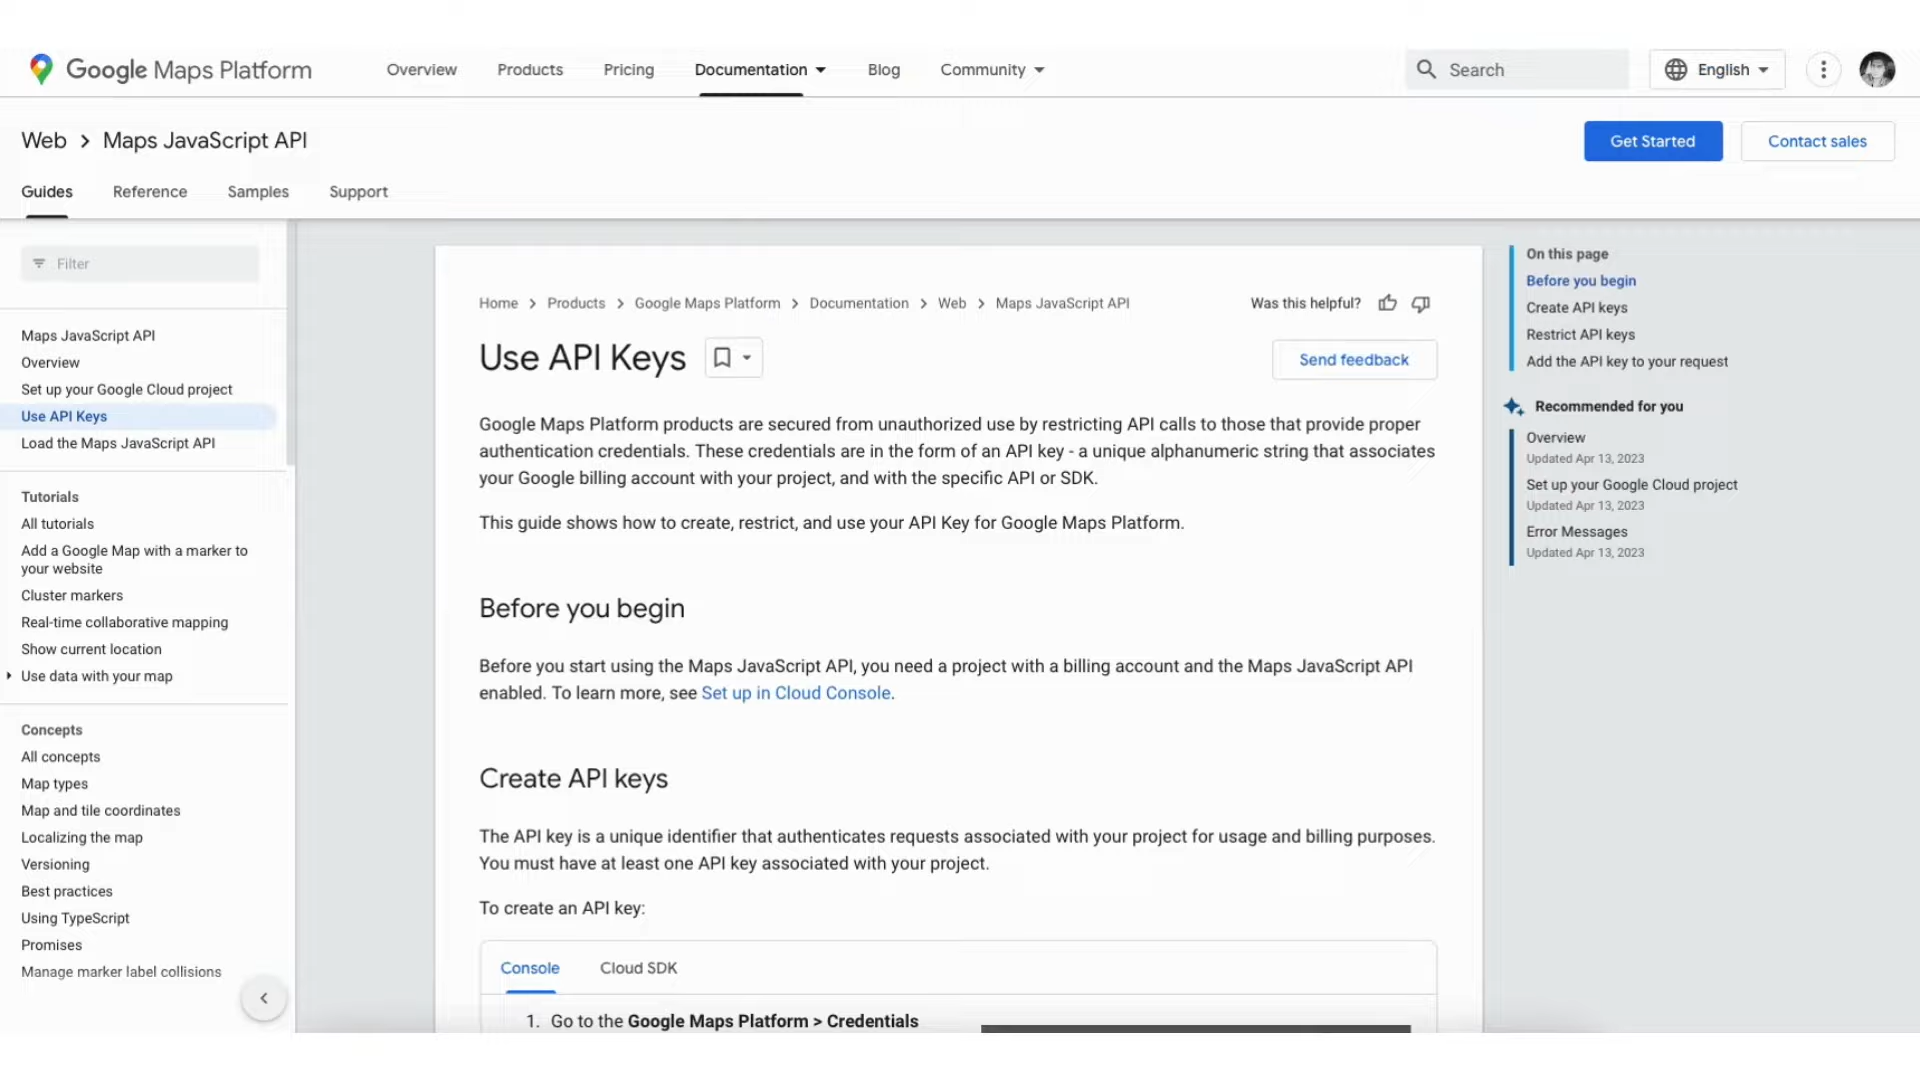 Google Maps Platform
Overview
Products
Pricing
Documentation
Blog
Community
Search
English
Web
Maps JavaScript API
Get Started
Contact sales
Guides
Reference
Samples
Support
Filter
Maps JavaScript API
Overview
Set up your Google Cloud project
Use API Keys
Load the Maps JavaScript API
Tutorials
All tutorials
Add a Google Map with a marker to
your website
Cluster markers
Real-time collaborative mapping
Show current location
Use data with your map
Concepts
All concepts
Map types
Map and tile coordinates
Localizing the map
Versioning
Best practices
Using TypeScript
Promises
Manage marker label collisions
Home
Products
Google Maps Platform
Documentation
Web
Maps JavaScript API
Was this helpful?
Use API Keys
Send feedback
Google Maps Platform products are secured from unauthorized use by restricting API calls to those that provide proper
authentication credentials. These credentials are in the form of an API key - a unique alphanumeric string that associates
your Google billing account with your project, and with the specific API or SDK.
This guide shows how to create, restrict, and use your API Key for Google Maps Platform.
Before you begin
Before you start using the Maps JavaScript API, you need a project with a billing account and the Maps JavaScript API
enabled. To learn more, see Set up in Cloud Console.
Create API keys
The API key is a unique identifier that authenticates requests associated with your project for usage and billing purposes.
You must have at least one API key associated with your project.
To create an API key:
Console
Cloud SDK
1. Go to the Google Maps Platform > Credentials
On this page
Before you begin
Create API keys
Restrict API keys
Add the API key to your request
Recommended for you
Overview
Updated Apr 13, 2023
Set up your Google Cloud project
Updated Apr 13, 2023
Error Messages
Updated Apr 13, 2023